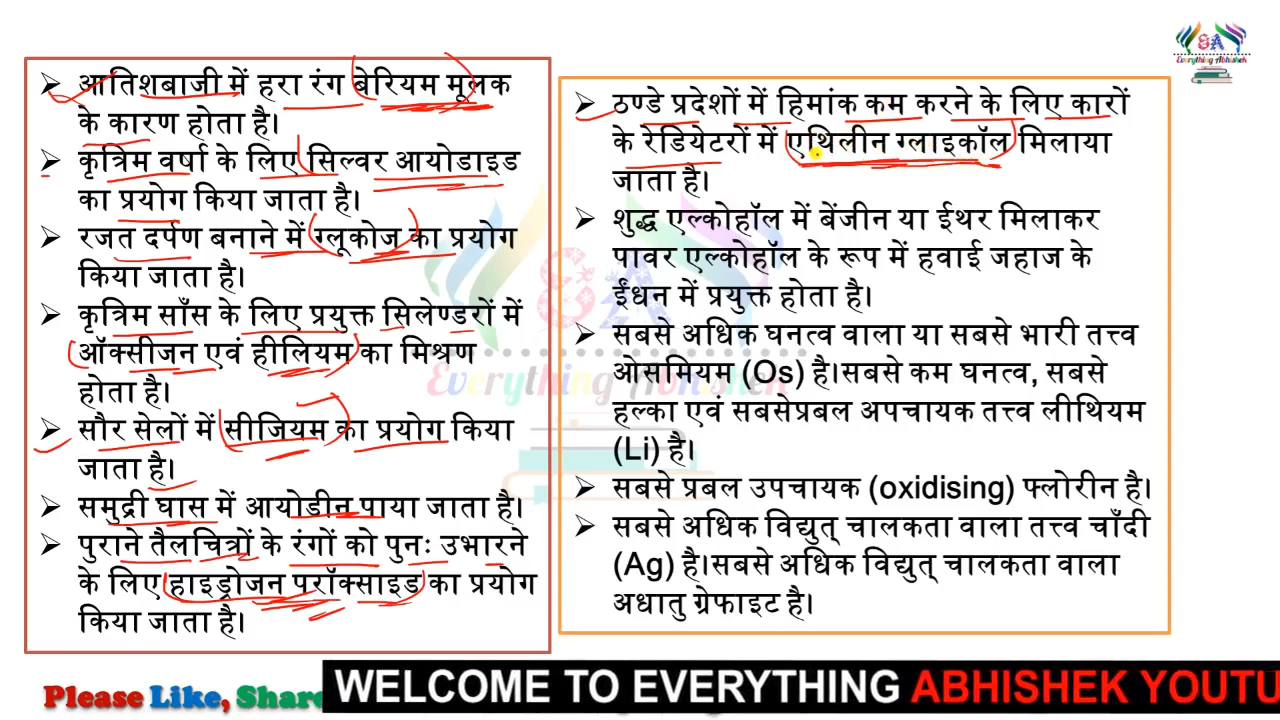 SA
Everything Abhishek
➢ आतिशबाजी में हरा रंग बेरियम मूलक
के कारण होता है।
➢ कृत्रिम वर्षा के लिए सिल्वर आयोडाइड
का प्रयोग किया जाता है।
➢ रजत दर्पण बनाने में ग्लूकोज का प्रयोग
किया जाता है।
➢ कृत्रिम साँस के लिए प्रयुक्त सिलेण्डरों में
ऑक्सीजन एवं हीलियम का मिश्रण
होता है।
➢ सौर सेलों में सीजियम का प्रयोग किया
जाता है।
➢ समुद्री घास में आयोडीन पाया जाता है।
➢ पुराने तैलचित्रों के रंगों को पुनः उभारने
के लिए हाइड्रोजन परॉक्साइड का प्रयोग
किया जाता है।
➢ ठण्डे प्रदेशों में हिमांक कम करने के लिए कारों
के रेडियेटरों में एथिलीन ग्लाइकॉल मिलाया
जाता है।
➢ शुद्ध एल्कोहॉल में बेंजीन या ईथर मिलाकर
पावर एल्कोहॉल के रूप में हवाई जहाज के
ईंधन में प्रयुक्त होता है।
➢ सबसे अधिक घनत्व वाला या सबसे भारी तत्त्व
ओसमियम (Os) है।सबसे कम घनत्व, सबसे
हल्का एवं सबसेप्रबल अपचायक तत्त्व लीथियम
(Li) है।
➢ सबसे प्रबल उपचायक (oxidising) फ्लोरीन है।
➢ सबसे अधिक विद्युत् चालकता वाला तत्त्व चाँदी
(Ag) है।सबसे अधिक विद्युत् चालकता वाला
अधातु ग्रेफाइट है।
SA
Everything Abhishek
Please Like, Share
WELCOME TO EVERYTHING ABHISHEK YOUTU